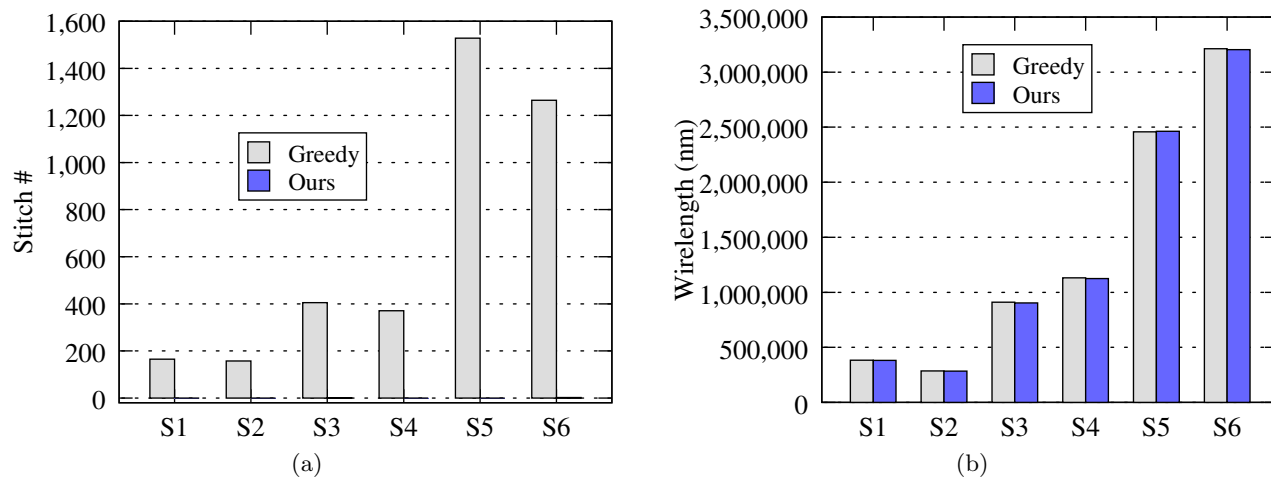 1,600
1,400
1,200
1,000
800
600
400
200
0
Stitch #
Greedy
Ours
S1 S2 S3 S4 S5 S6
(a)
3,500,000
3,000,000
2,500,000
2,000,000
1,500,000
1,000,000
500,000
0
Wirelength (nm)
Greedy
Ours
S1 S2 S3 S4 S5 S6
(b)